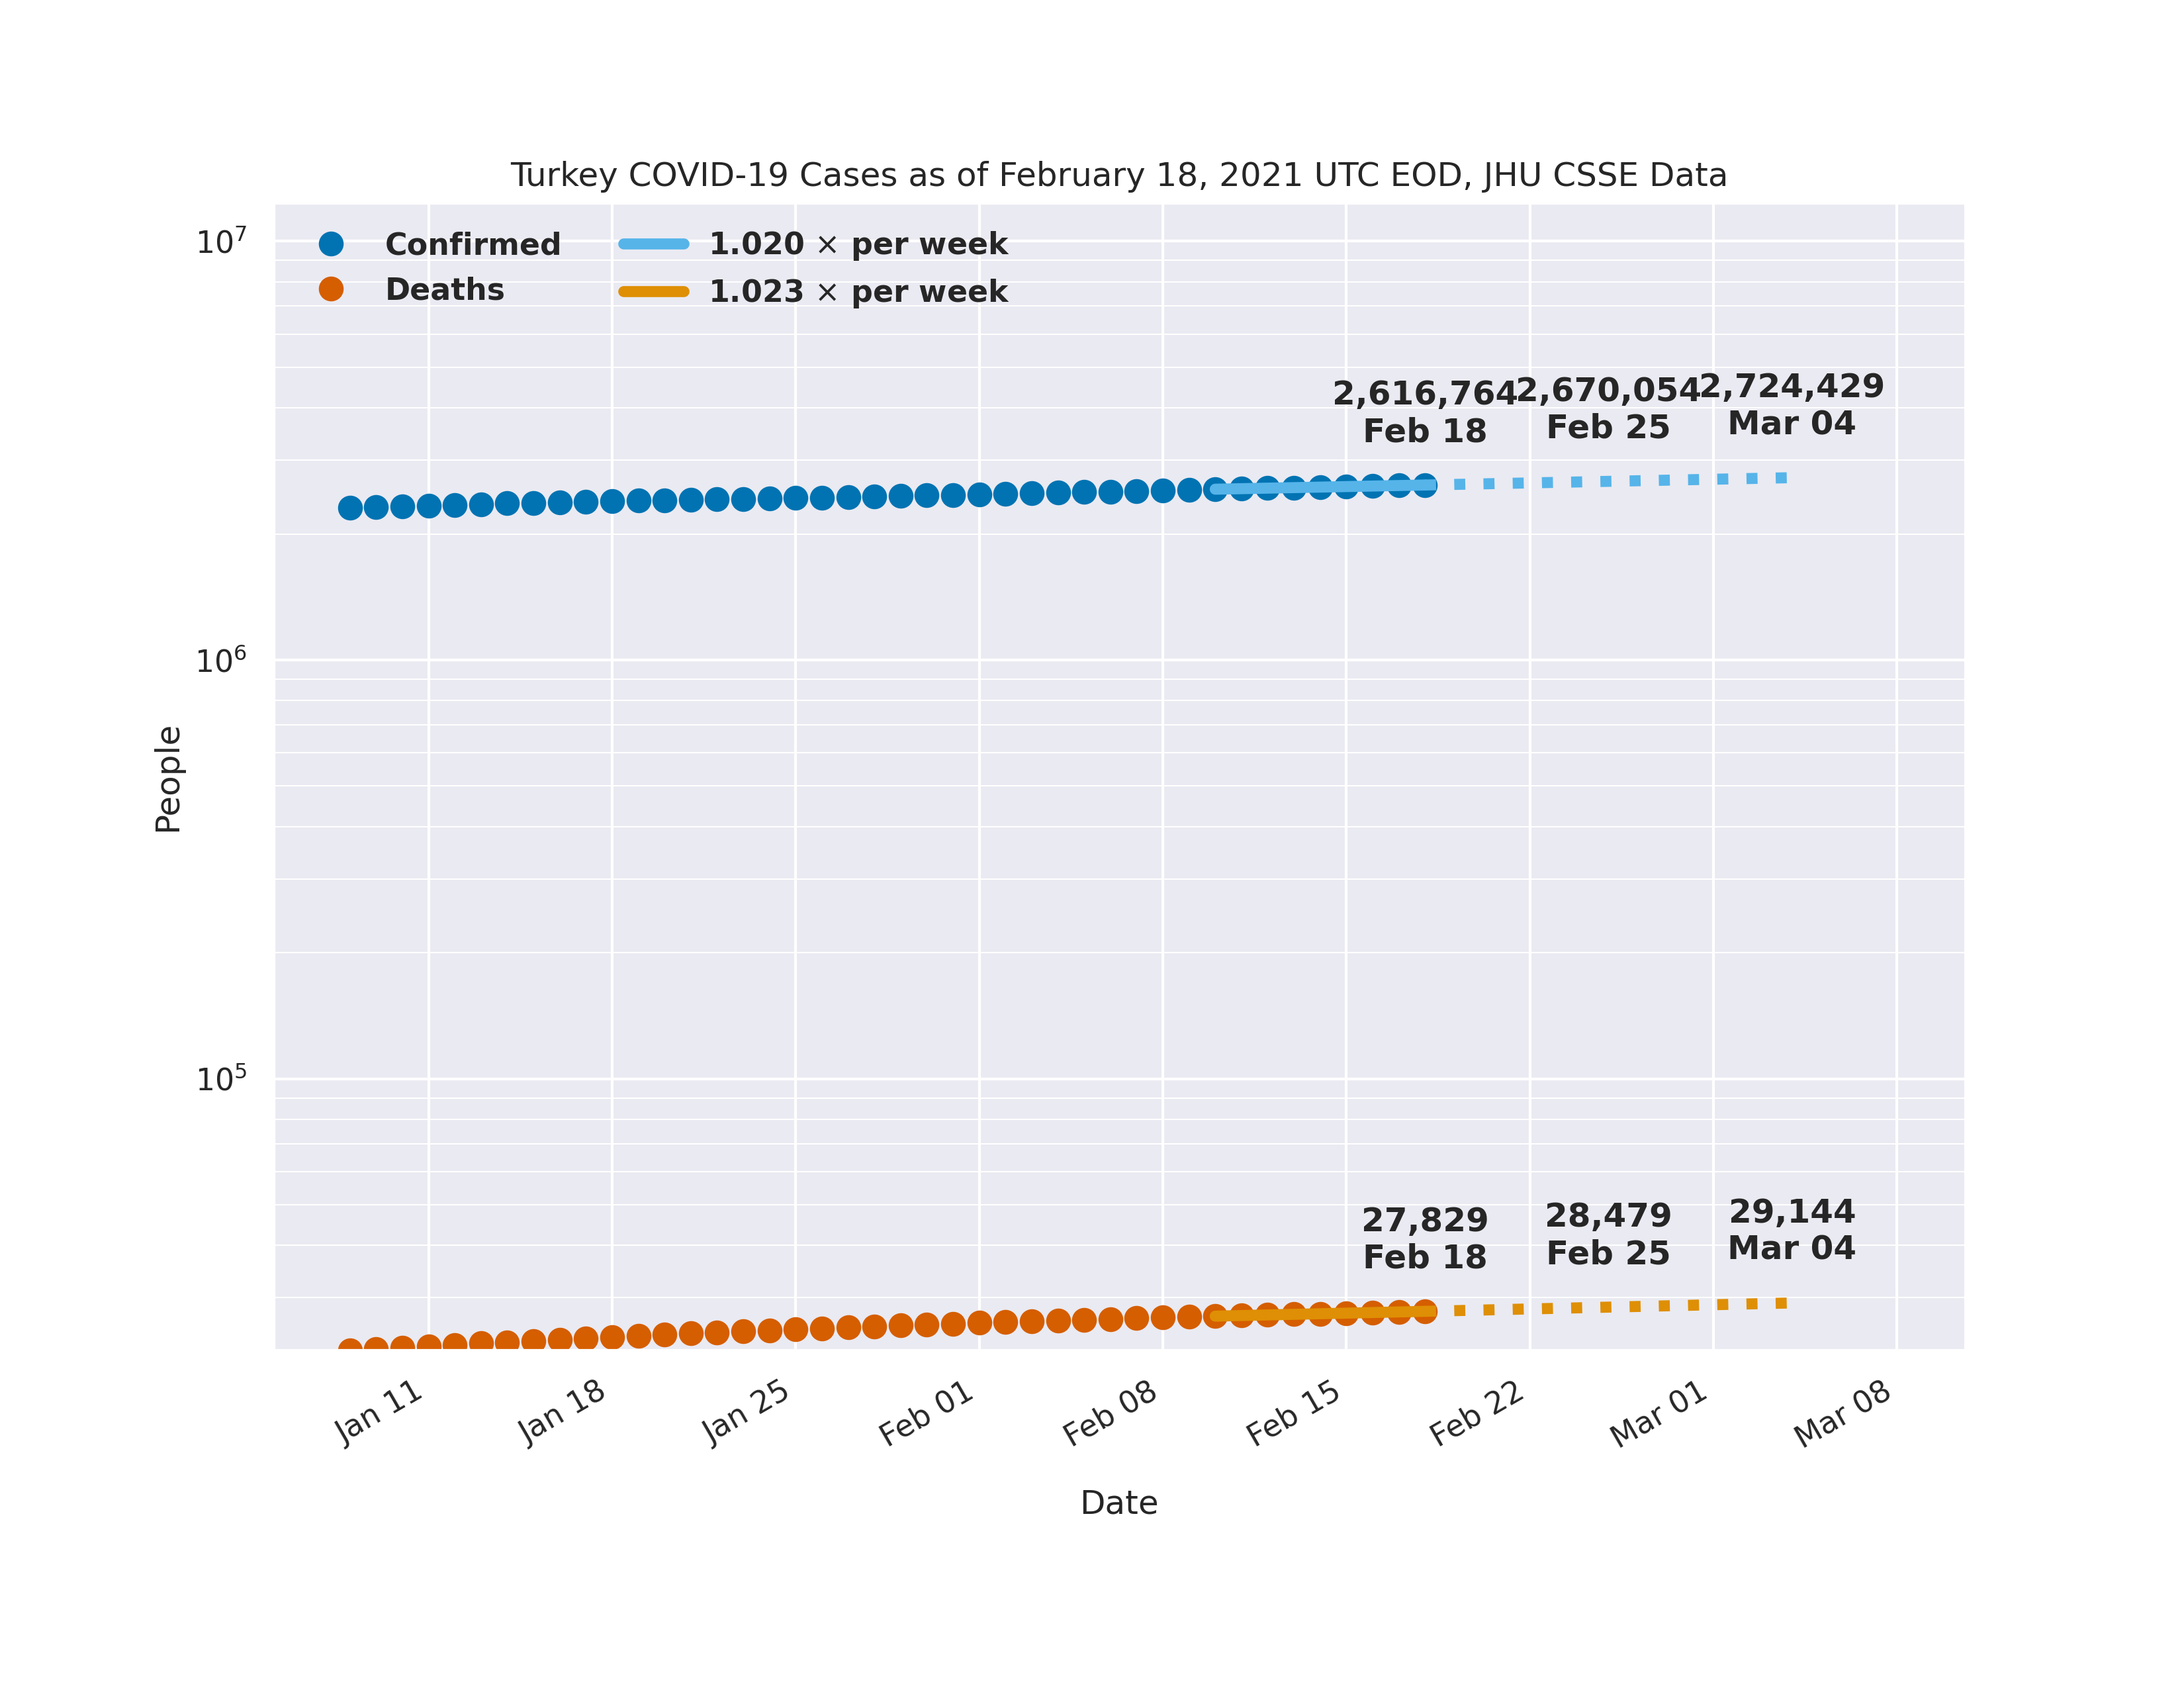 Turkey COVID-19 Cases as of February 18, 2021 UTC EOD, JHU CSSE Data
Confirmed
Deaths
1.020 × per week
1.023 × per week
10⁷
10⁶
10⁵
People
2,616,764
Feb 18
2,670,054
Feb 25
2,724,429
Mar 04
27,829
Feb 18
28,479
Feb 25
29,144
Mar 04
Jan 11
Jan 18
Jan 25
Feb 01
Feb 08
Feb 15
Feb 22
Mar 01
Mar 08
Date